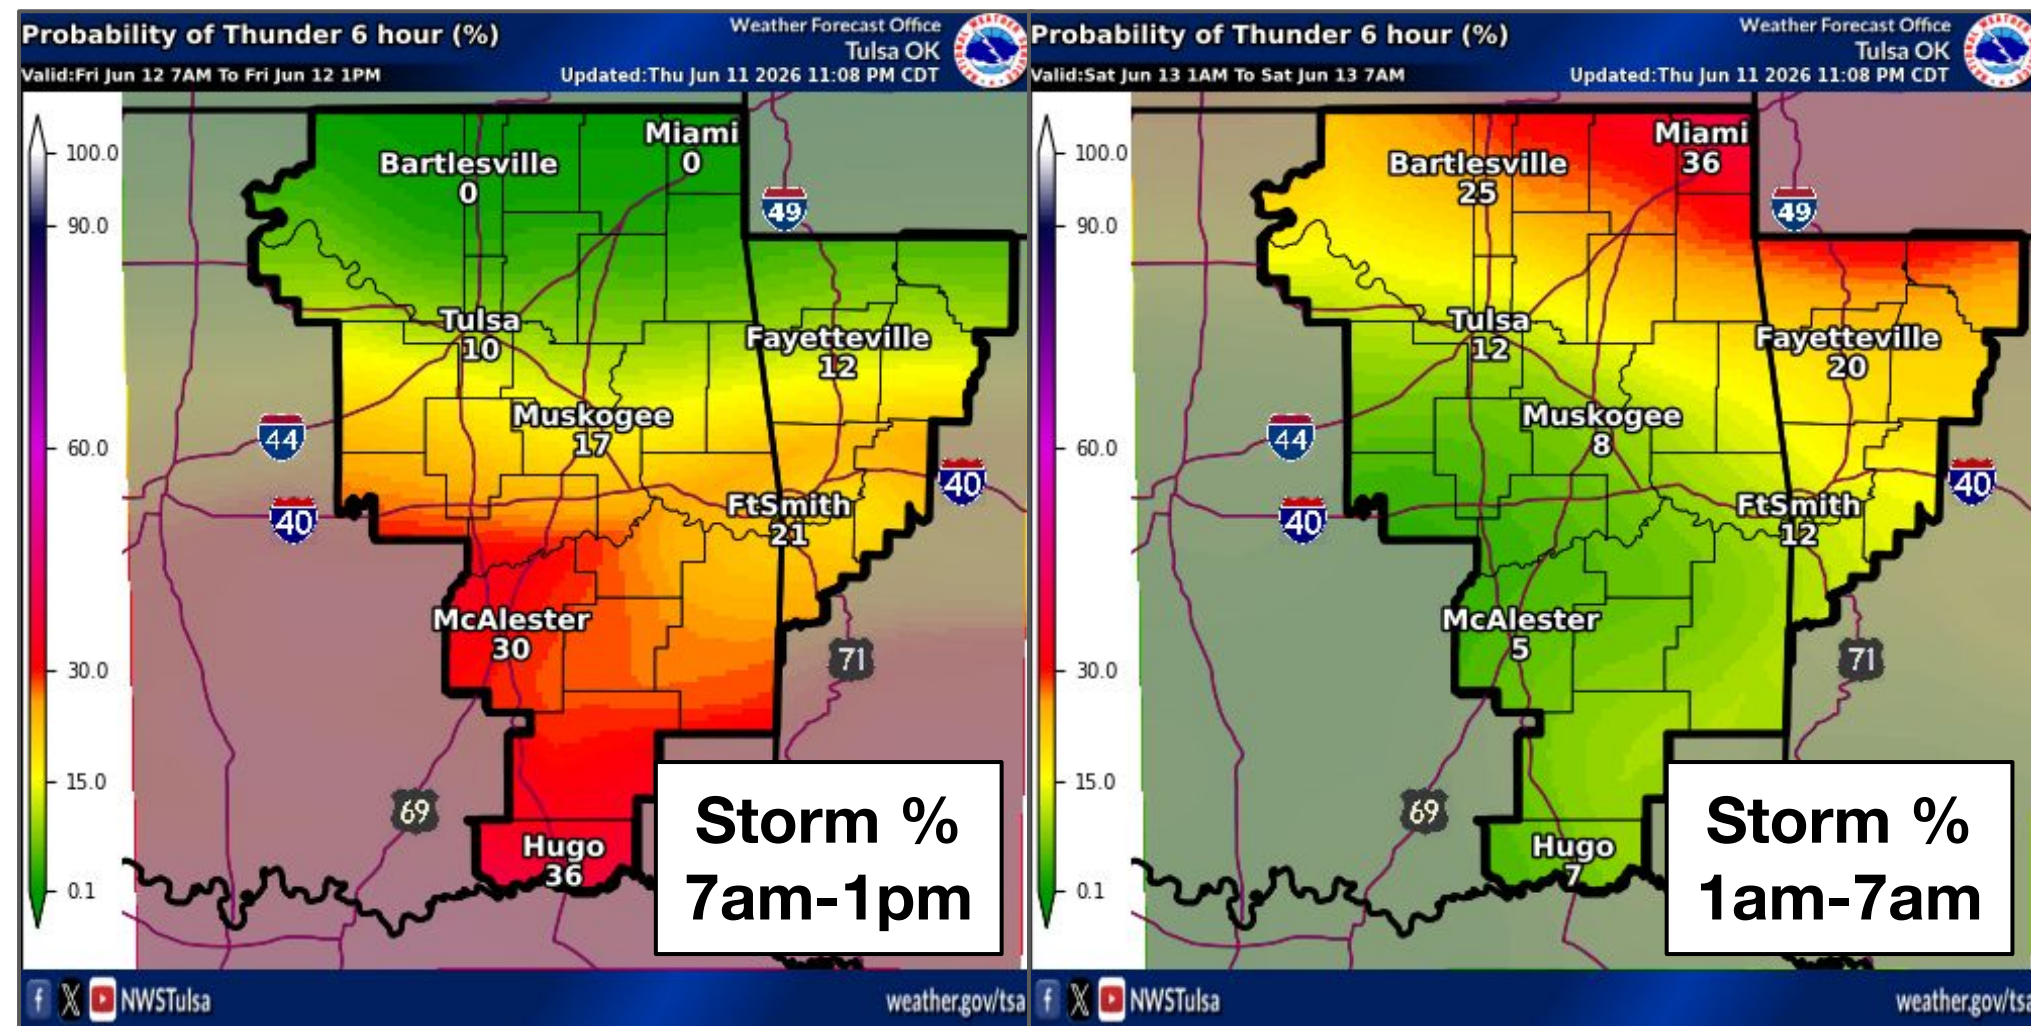 Probability of Thunder 6 hour (%)
Weather Forecast Office
Tulsa OK
Valid:Fri Jun 12 7AM To Fri Jun 12 1PM
Updated:Thu Jun 11 2026 11:08 PM CDT
100.0
90.0
60.0
30.0
15.0
0.1
Miami
0
Bartlesville
0
49
Tulsa
10
Fayetteville
12
Muskogee
17
44
40
40
FtSmith
21
McAlester
30
71
69
Hugo
36
Storm %
7am-1pm
NWSTulsa
weather.gov/tsa
Probability of Thunder 6 hour (%)
Weather Forecast Office
Tulsa OK
Valid:Sat Jun 13 1AM To Sat Jun 13 7AM
Updated:Thu Jun 11 2026 11:08 PM CDT
100.0
90.0
60.0
30.0
15.0
0.1
Miami
36
Bartlesville
25
49
Tulsa
12
Fayetteville
20
Muskogee
8
44
40
40
FtSmith
12
McAlester
5
71
69
Hugo
7
Storm %
1am-7am
NWSTulsa
weather.gov/tsa